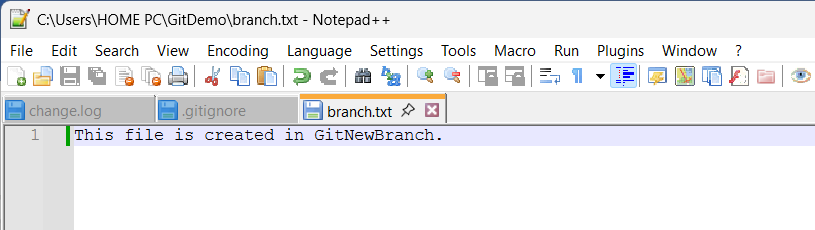 C:\Users\HOME PC\GitDemo\branch.txt - Notepad++
File Edit Search View Encoding Language Settings Tools Macro Run Plugins Window ?
change.log .gitignore branch.txt
1 This file is created in GitNewBranch.